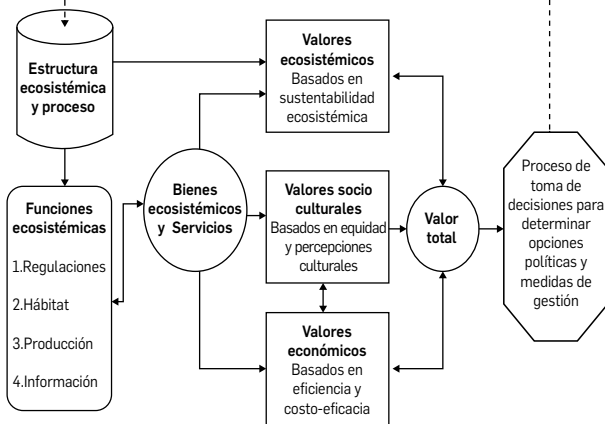 Estructura
ecosistémica
y proceso
Funciones
ecosistémicas
1.Regulaciones
2.Hábitat
3.Producción
4.Información
Bienes
ecosistémicos
y Servicios
Valores
ecosistémicos
Basados en
sustentabilidad
ecosistémica
Valores socio
culturales
Basados en equidad
y percepciones
culturales
Valores
económicos
Basados en
eficiencia y
costo-eficacia
Valor
total
Proceso de
toma de
decisiones para
determinar
opciones
políticas y
medidas de
gestión